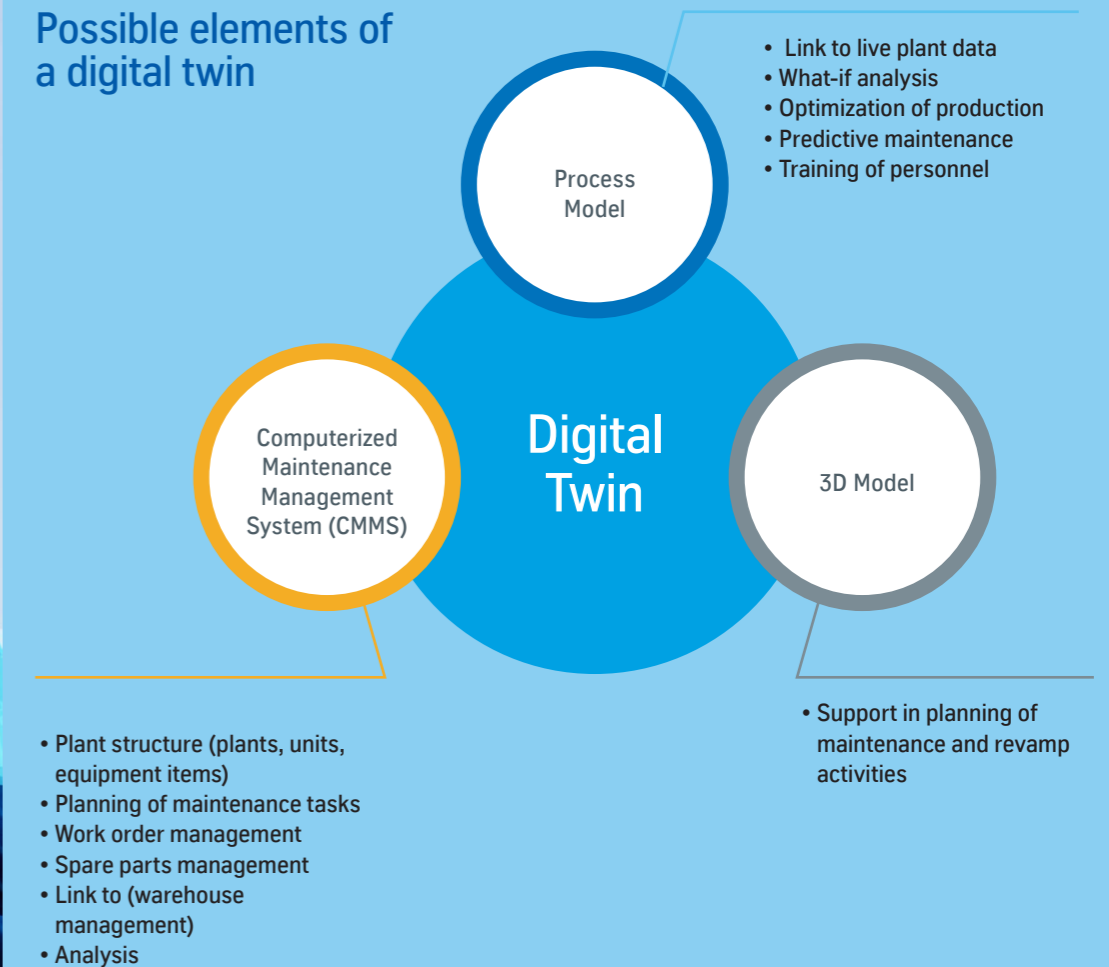 Possible elements of
a digital twin
• Link to live plant data
• What-if analysis
• Optimization of production
• Predictive maintenance
• Training of personnel
Process
Model
Computerized
Maintenance
Management
System (CMMS)
Digital
Twin
3D Model
• Plant structure (plants, units,
equipment items)
• Planning of maintenance tasks
• Work order management
• Spare parts management
• Link to (warehouse
management)
• Analysis
• Support in planning of
maintenance and revamp
activities